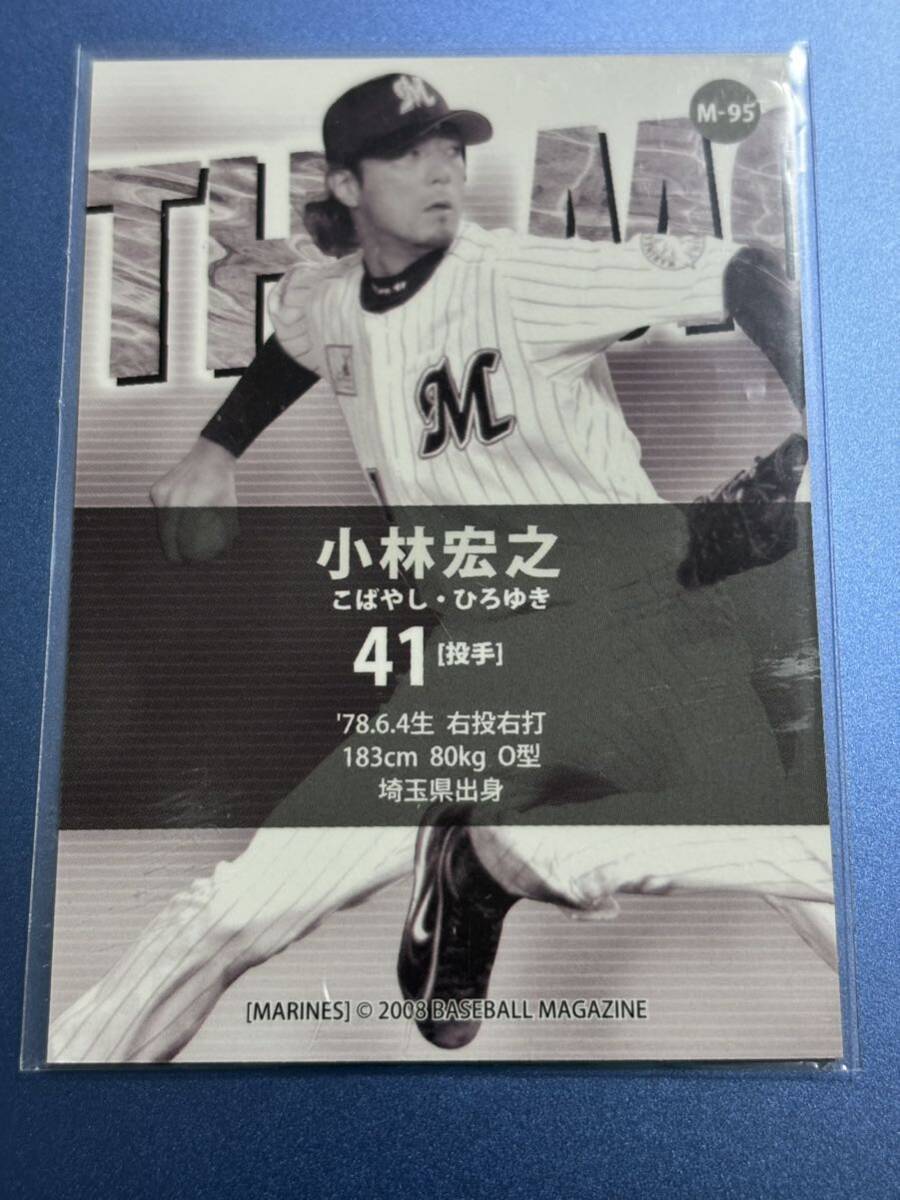 M-95
TH
M
M
小林宏之
こばやし・ひろゆき
41 [投手]
'78.6.4生 右投右打
183cm 80kg O型
埼玉県出身
[MARINES] © 2008 BASEBALL MAGAZINE